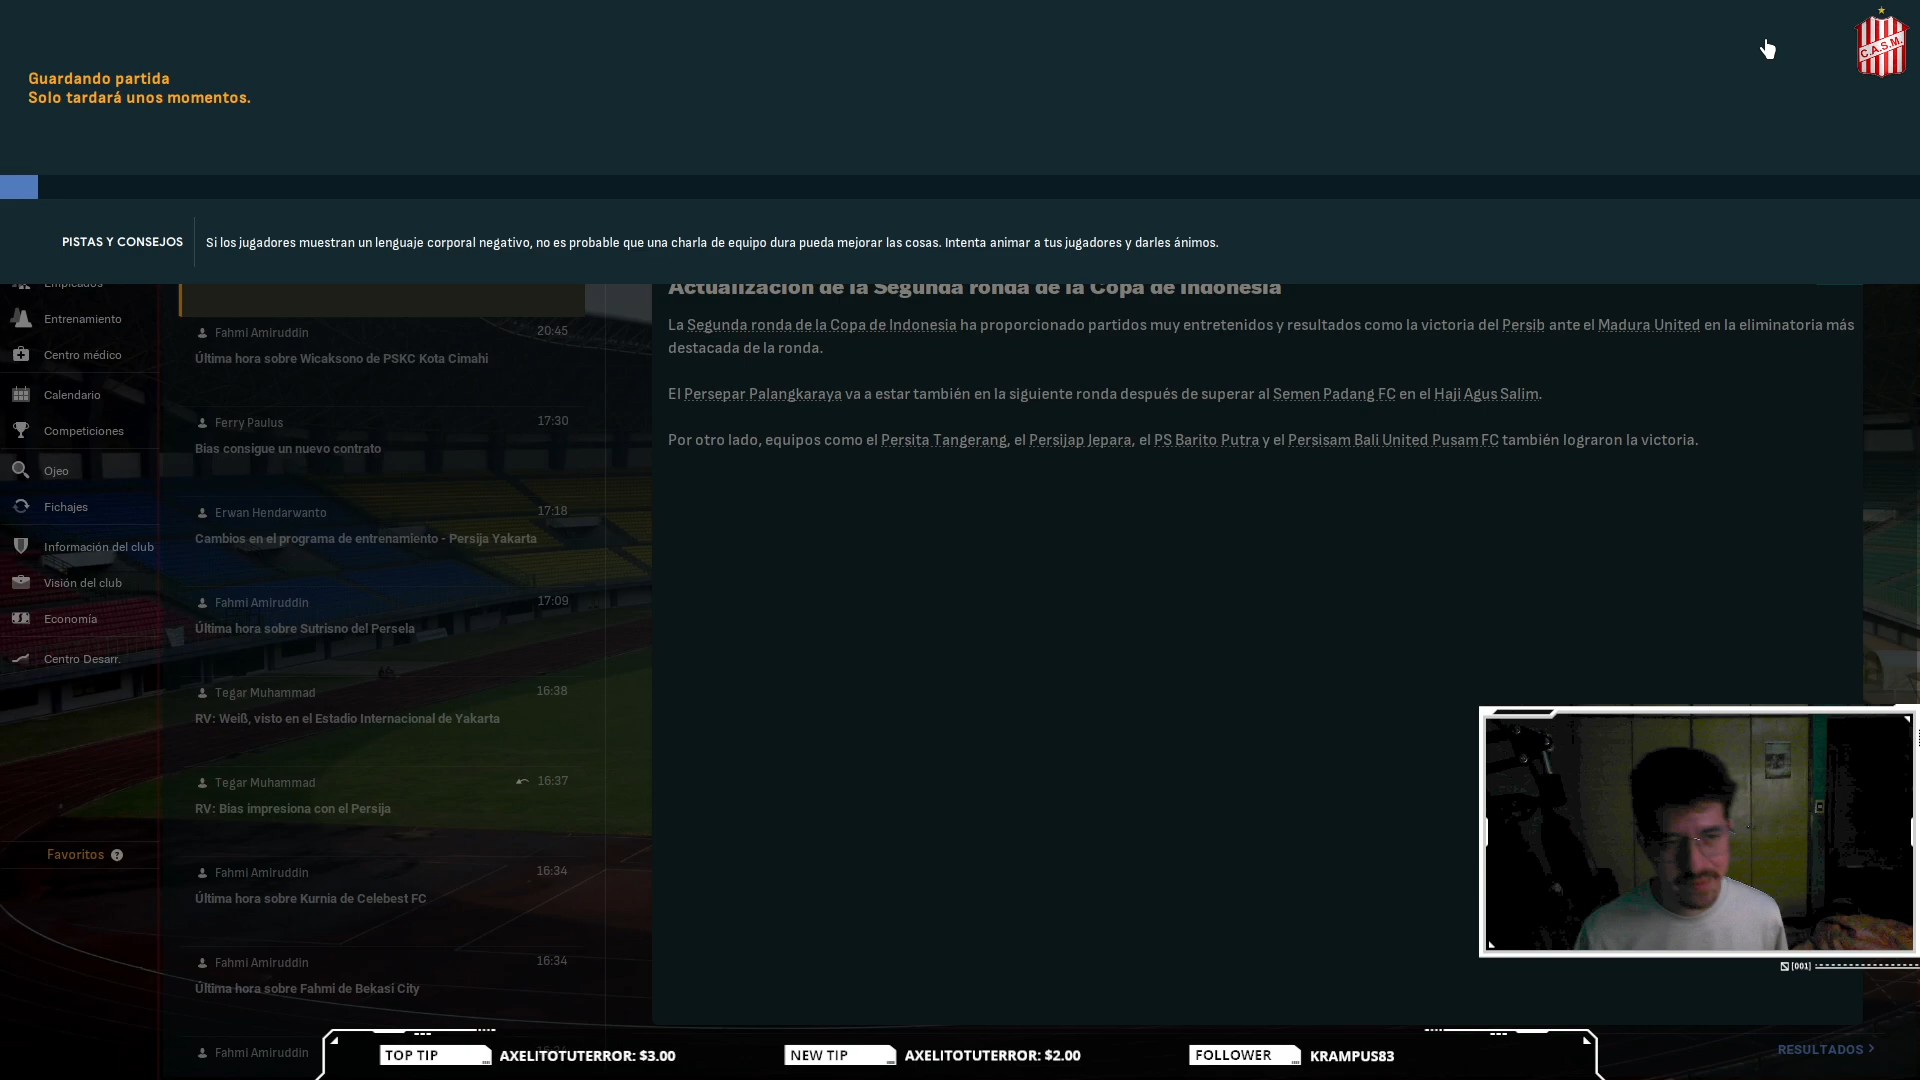 C.A.S.M.
Guardando partida
Solo tardará unos momentos.
PISTAS Y CONSEJOS
Si los jugadores muestran un lenguaje corporal negativo, no es probable que una charla de equipo dura pueda mejorar las cosas. Intenta animar a tus jugadores y darles ánimos.
Empleados
Entrenamiento
Centro médico
Calendario
Competiciones
Ojeo
Fichajes
Información del club
Visión del club
Economía
Centro Desarr.
Favoritos ?
Fahmi Amiruddin 20:45
Última hora sobre Wicaksono de PSKC Kota Cimahi
Ferry Paulus 17:30
Bias consigue un nuevo contrato
Erwan Hendarwanto 17:18
Cambios en el programa de entrenamiento - Persija Yakarta
Fahmi Amiruddin 17:09
Última hora sobre Sutrisno del Persela
Tegar Muhammad 16:38
RV: Weiß, visto en el Estadio Internacional de Yakarta
Tegar Muhammad 16:37
RV: Bias impresiona con el Persija
Fahmi Amiruddin 16:34
Última hora sobre Kurnia de Celebest FC
Fahmi Amiruddin 16:34
Última hora sobre Fahmi de Bekasi City
Fahmi Amiruddin
Actualización de la Segunda ronda de la Copa de Indonesia
La Segunda ronda de la Copa de Indonesia ha proporcionado partidos muy entretenidos y resultados como la victoria del Persib ante el Madura United en la eliminatoria más
destacada de la ronda.
El Persepar Palangkaraya va a estar también en la siguiente ronda después de superar al Semen Padang FC en el Haji Agus Salim.
Por otro lado, equipos como el Persita Tangerang, el Persijap Jepara, el PS Barito Putra y el Persisam Bali United Pusam FC también lograron la victoria.
[001]
TOP TIP AXELITOTUTERROR: $3.00
NEW TIP AXELITOTUTERROR: $2.00
FOLLOWER KRAMPUS83
RESULTADOS